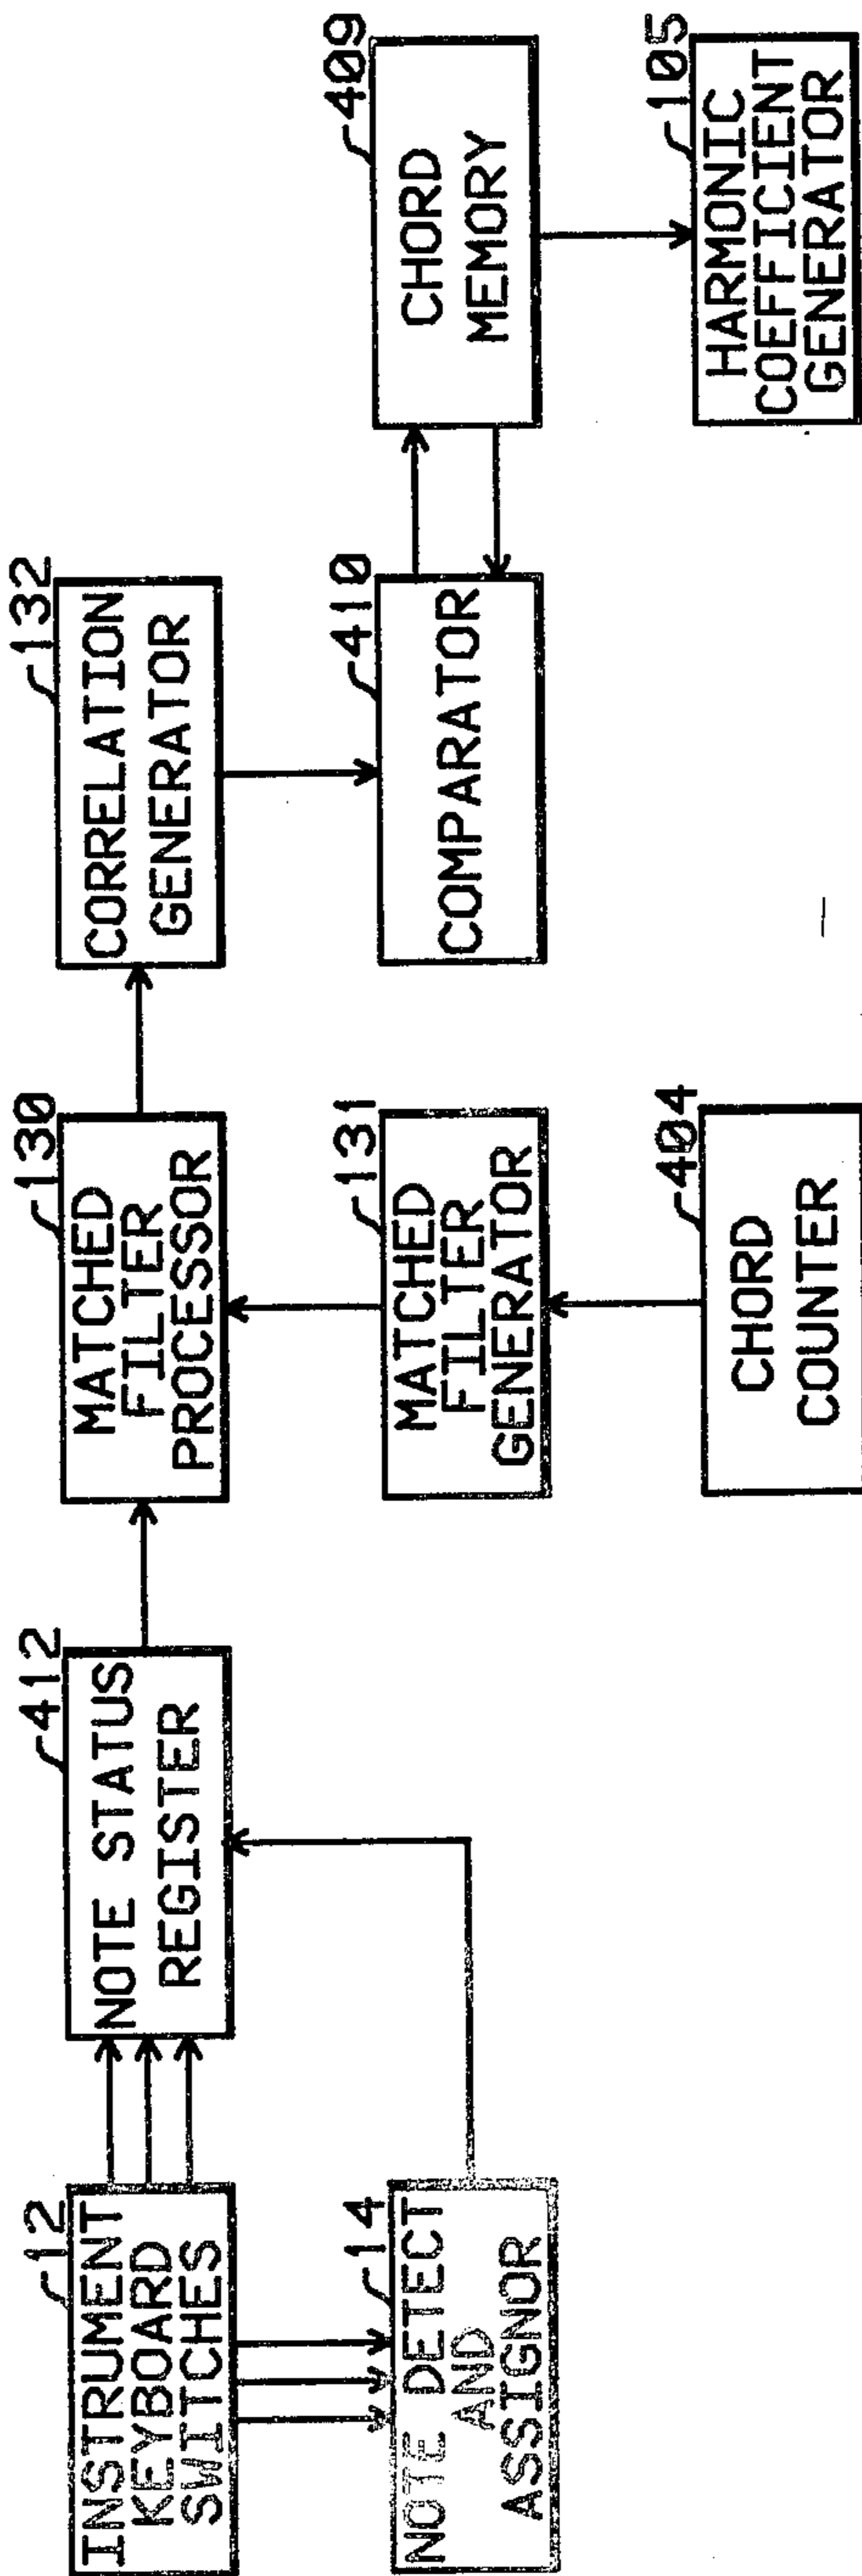 12
INSTRUMENT
KEYBOARD
SWITCHES
14
NOTE DETECT
AND
ASSIGNOR
412
NOTE STATUS
REGISTER
130
MATCHED
FILTER
PROCESSOR
131
MATCHED
FILTER
GENERATOR
404
CHORD
COUNTER
132
CORRELATION
GENERATOR
410
COMPARATOR
409
CHORD
MEMORY
105
HARMONIC
COEFFICIENT
GENERATOR